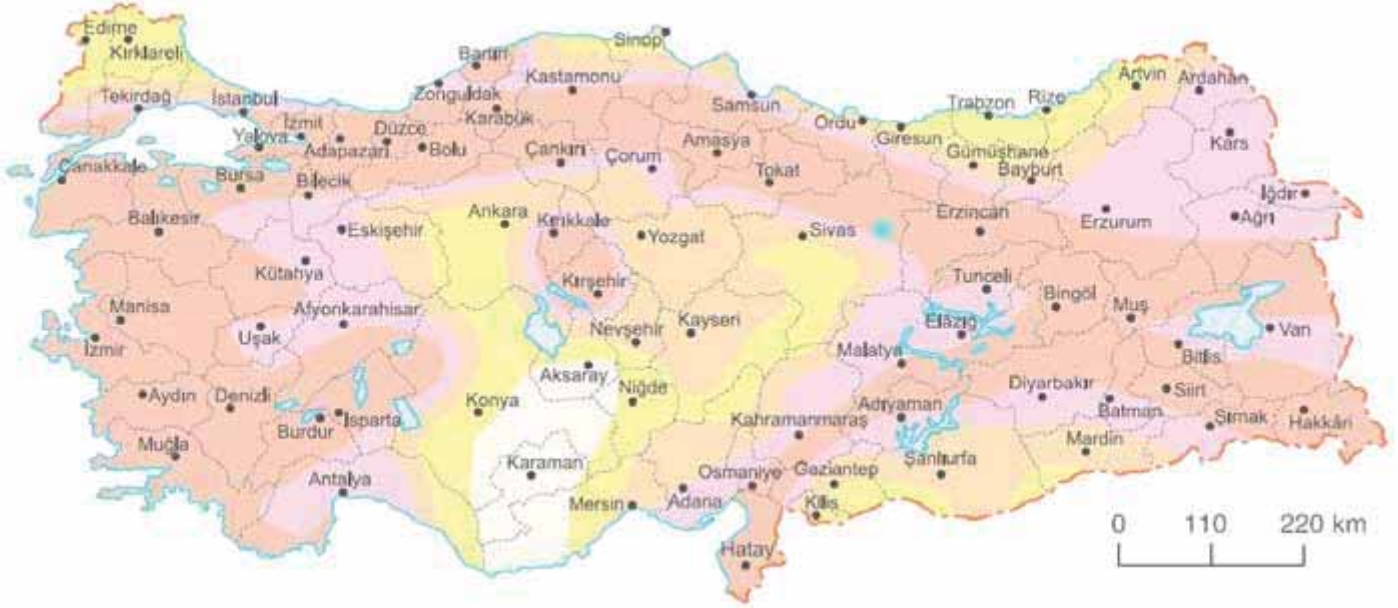 Edirne
Kırklareli
Tekirdağ
İstanbul
Yalova
İzmit
Adapazarı
Düzce
Bolu
Zonguldak
Bartın
Karabük
Kastamonu
Sinop
Samsun
Ordu
Giresun
Trabzon
Rize
Artvin
Ardahan
Kars
Iğdır
Ağrı
Erzurum
Bayburt
Gümüşhane
Erzincan
Tokat
Amasya
Çorum
Çankırı
Çanakkale
Bursa
Bilecik
Balıkesir
Eskişehir
Ankara
Kırıkkale
Yozgat
Sivas
Kütahya
Kırşehir
Tunceli
Bingöl
Muş
Manisa
Afyonkarahisar
Uşak
İzmir
Nevşehir
Kayseri
Elâzığ
Malatya
Van
Bitlis
Siirt
Aksaray
Niğde
Konya
Aydın
Denizli
Burdur
Isparta
Muğla
Antalya
Karaman
Mersin
Adana
Osmaniye
Kahramanmaraş
Adıyaman
Diyarbakır
Batman
Şırnak
Hakkâri
Mardin
Gaziantep
Şanlıurfa
Kilis
Hatay
0 110 220 km